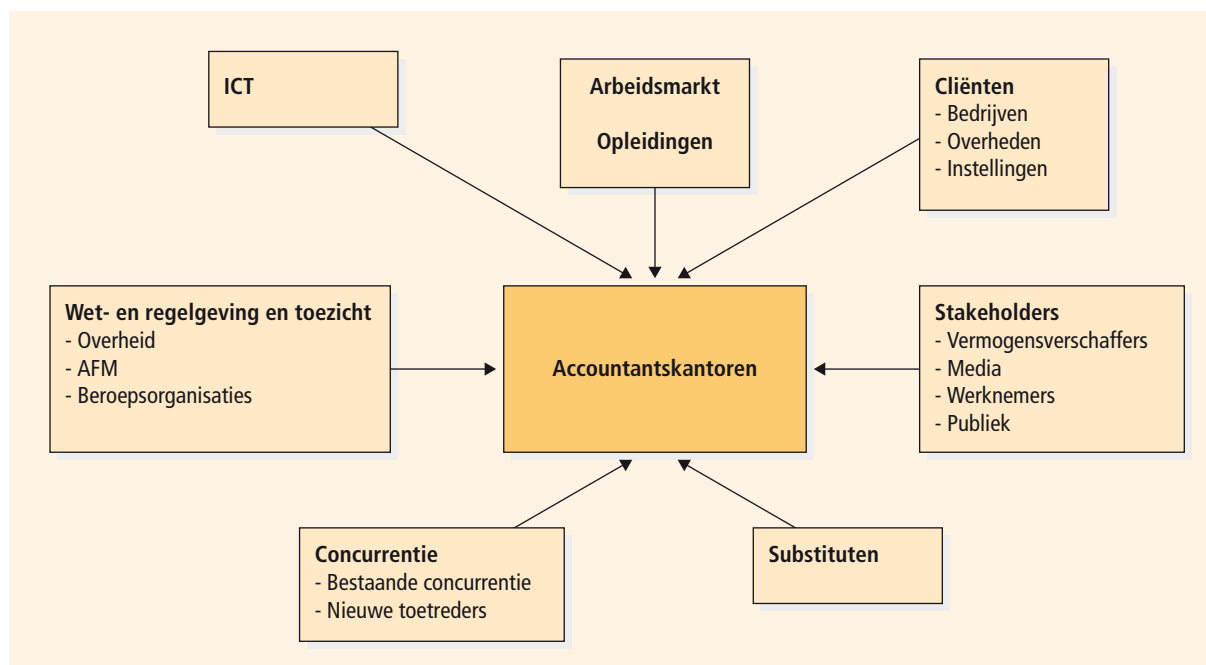 ICT
Arbeidsmarkt
Opleidingen
Cliënten
- Bedrijven
- Overheden
- Instellingen
Wet- en regelgeving en toezicht
- Overheid
- AFM
- Beroepsorganisaties
Accountantskantoren
Stakeholders
- Vermogensverschaffers
- Media
- Werknemers
- Publiek
Concurrentie
- Bestaande concurrentie
- Nieuwe toetreders
Substituten